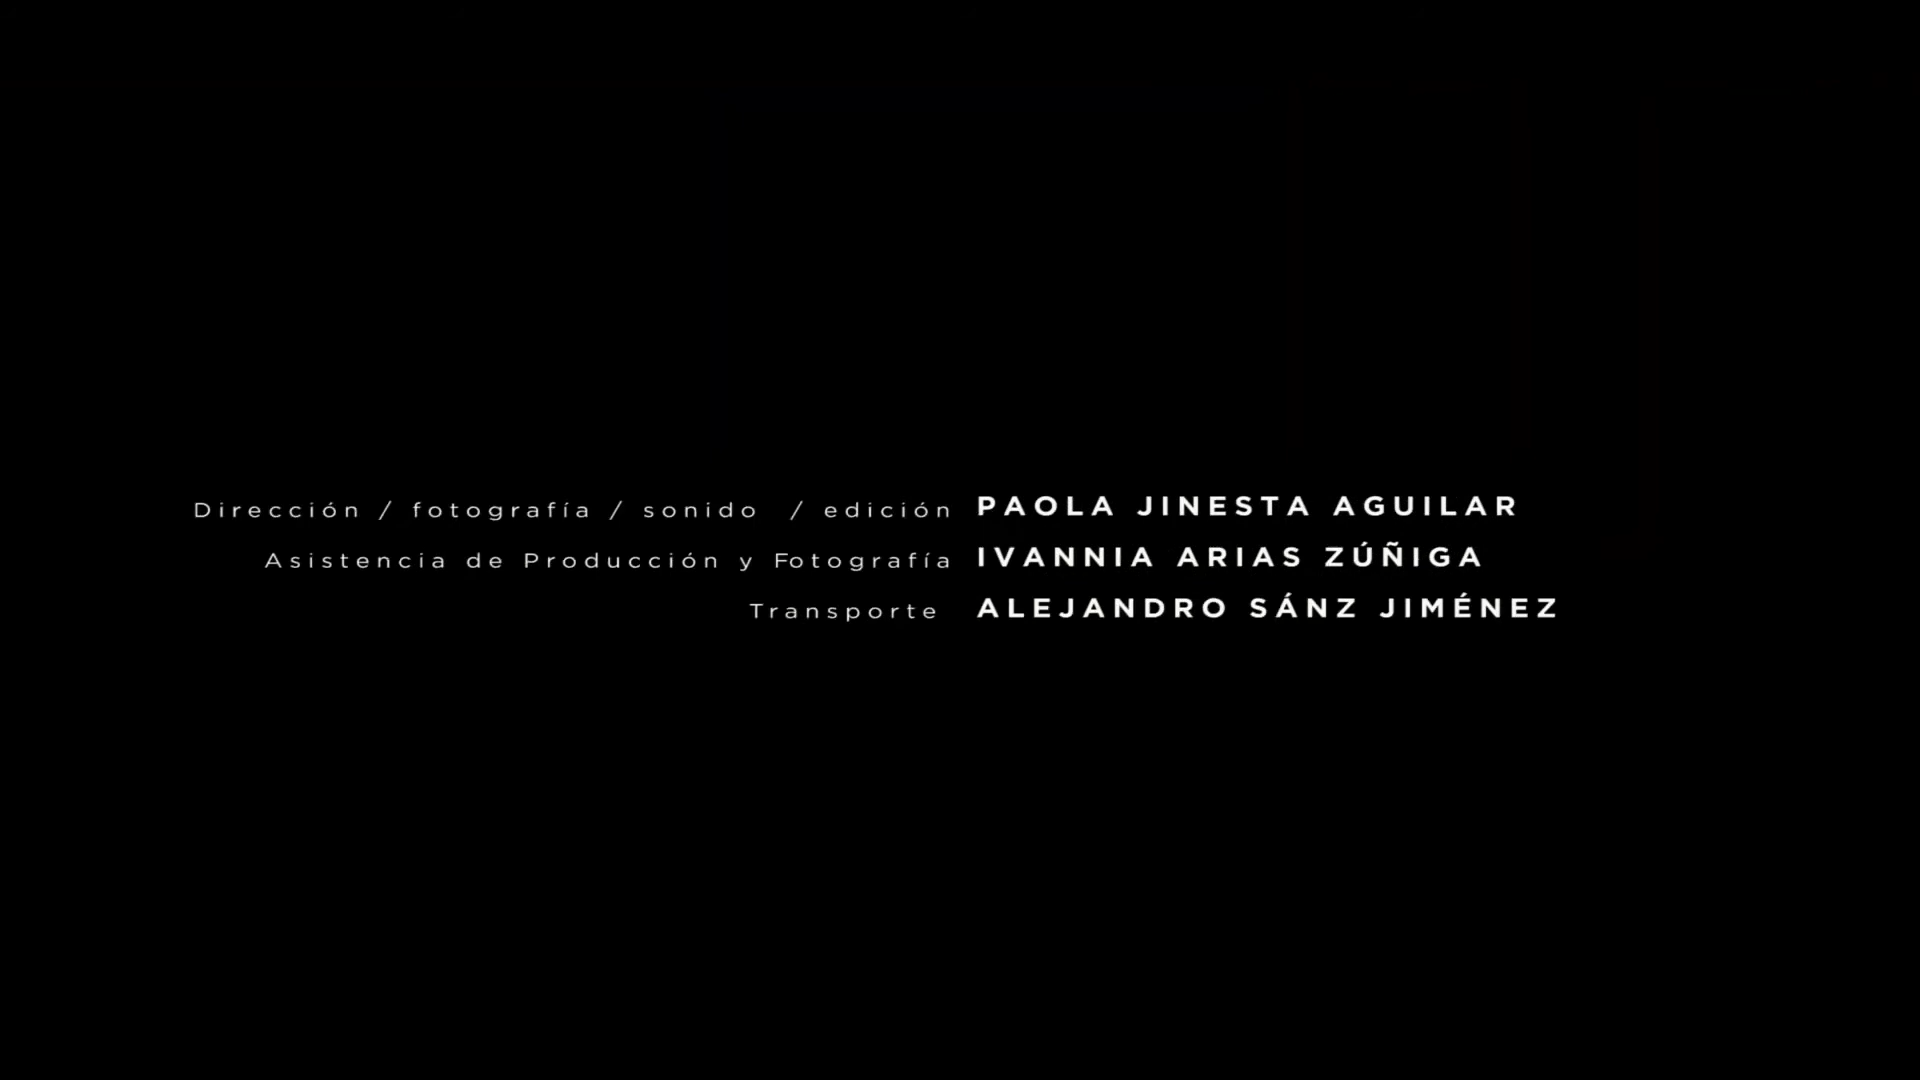 Dirección / fotografía / sonido / edición PAOLA JINESTA AGUILAR
Asistencia de Producción y Fotografía IVANNIA ARIAS ZÚÑIGA
Transporte ALEJANDRO SÁNZ JIMÉNEZ